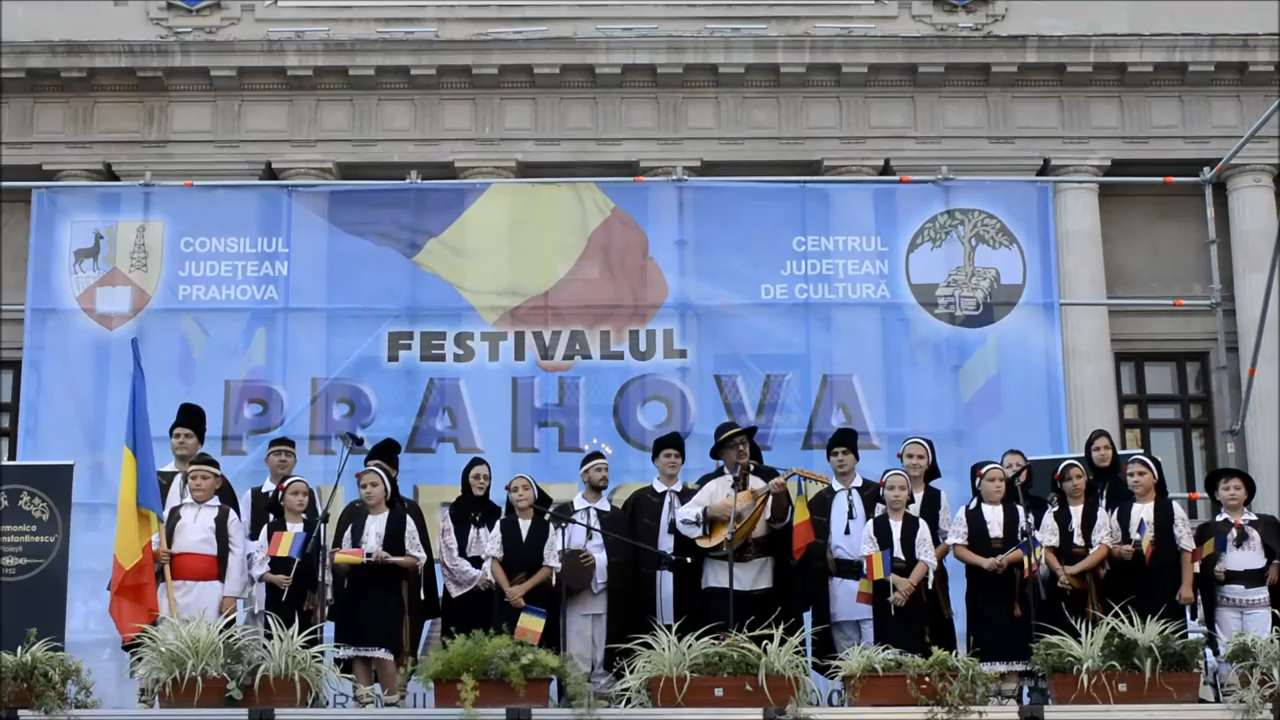 CONSILIUL
JUDEȚEAN
PRAHOVA
CENTRUL
JUDEȚEAN
DE CULTURĂ
FESTIVALUL
PRAHOVA